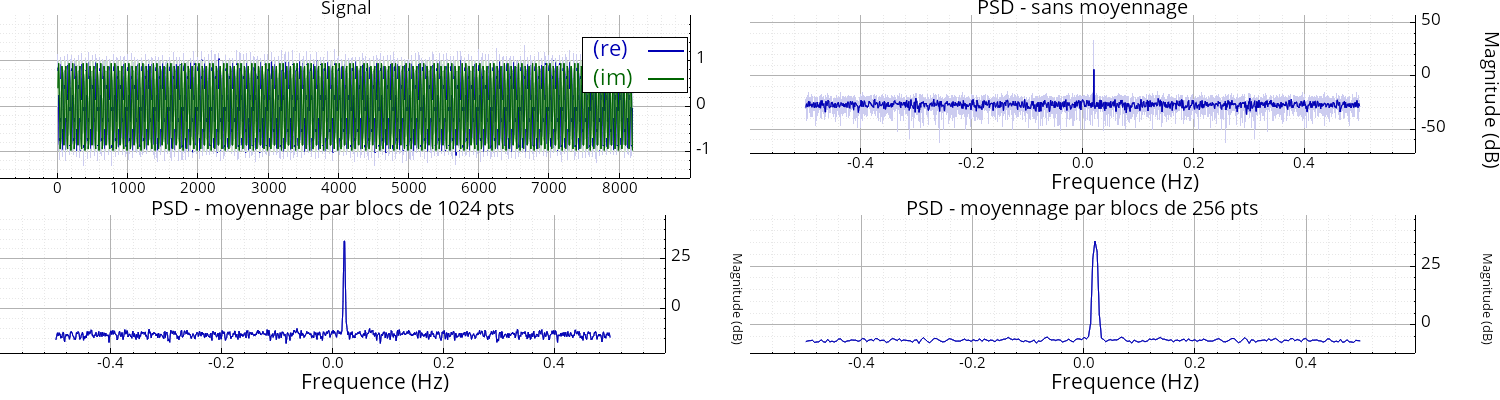 Signal
(re)
(im)
1
0
-1
0 1000 2000 3000 4000 5000 6000 7000 8000
PSD - sans moyennage
50
0
-50
Magnitude (dB)
-0.4 -0.2 0.0 0.2 0.4
Frequence (Hz)
PSD - moyennage par blocs de 1024 pts
25
0
Magnitude (dB)
-0.4 -0.2 0.0 0.2 0.4
Frequence (Hz)
PSD - moyennage par blocs de 256 pts
25
0
Magnitude (dB)
-0.4 -0.2 0.0 0.2 0.4
Frequence (Hz)